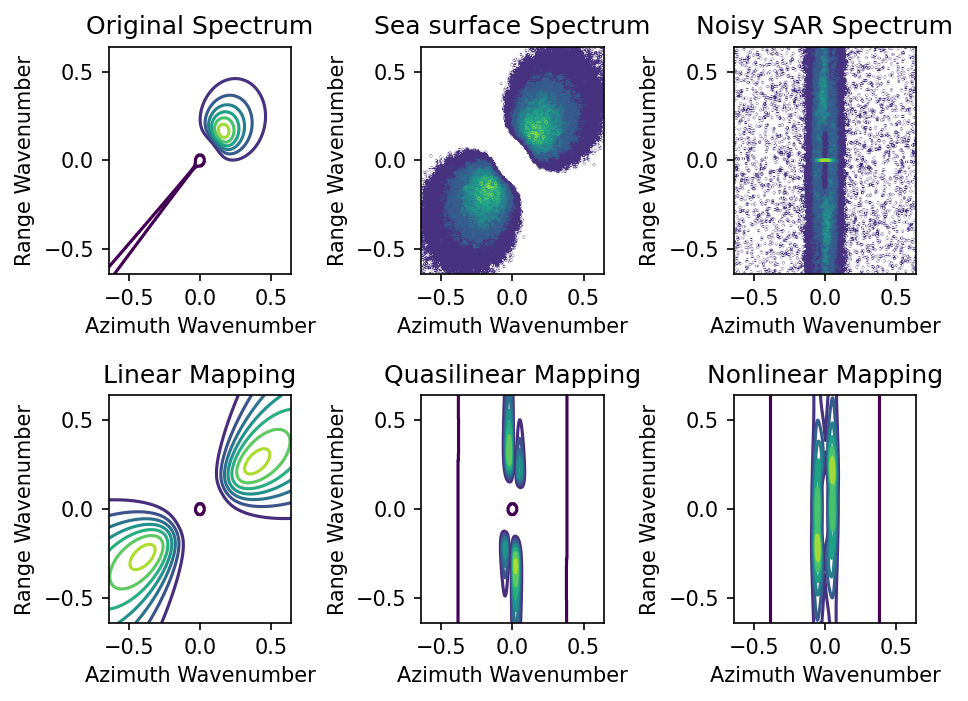 Original Spectrum
Sea surface Spectrum
Noisy SAR Spectrum
Range Wavenumber
0.5
0.0
−0.5
−0.5 0.0 0.5
Azimuth Wavenumber
Range Wavenumber
0.5
0.0
−0.5
−0.5 0.0 0.5
Azimuth Wavenumber
Range Wavenumber
0.5
0.0
−0.5
−0.5 0.0 0.5
Azimuth Wavenumber
Linear Mapping
Quasilinear Mapping
Nonlinear Mapping
Range Wavenumber
0.5
0.0
−0.5
−0.5 0.0 0.5
Azimuth Wavenumber
Range Wavenumber
0.5
0.0
−0.5
−0.5 0.0 0.5
Azimuth Wavenumber
Range Wavenumber
0.5
0.0
−0.5
−0.5 0.0 0.5
Azimuth Wavenumber